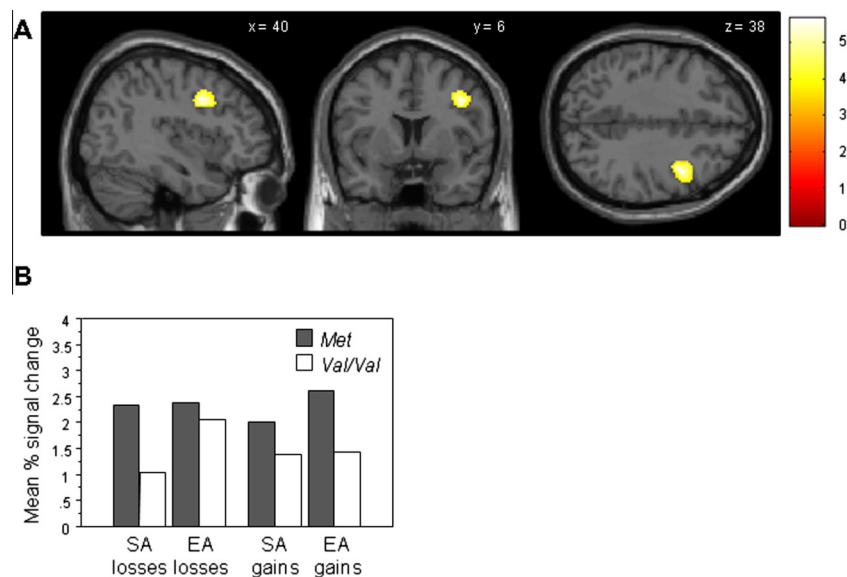 A
x = 40
y = 6
z = 38
5
4
3
2
1
0
B
4
3.5
3
2.5
2
1.5
1
.5
0
Mean % signal change
Met
Val/Val
SA losses
EA losses
SA gains
EA gains